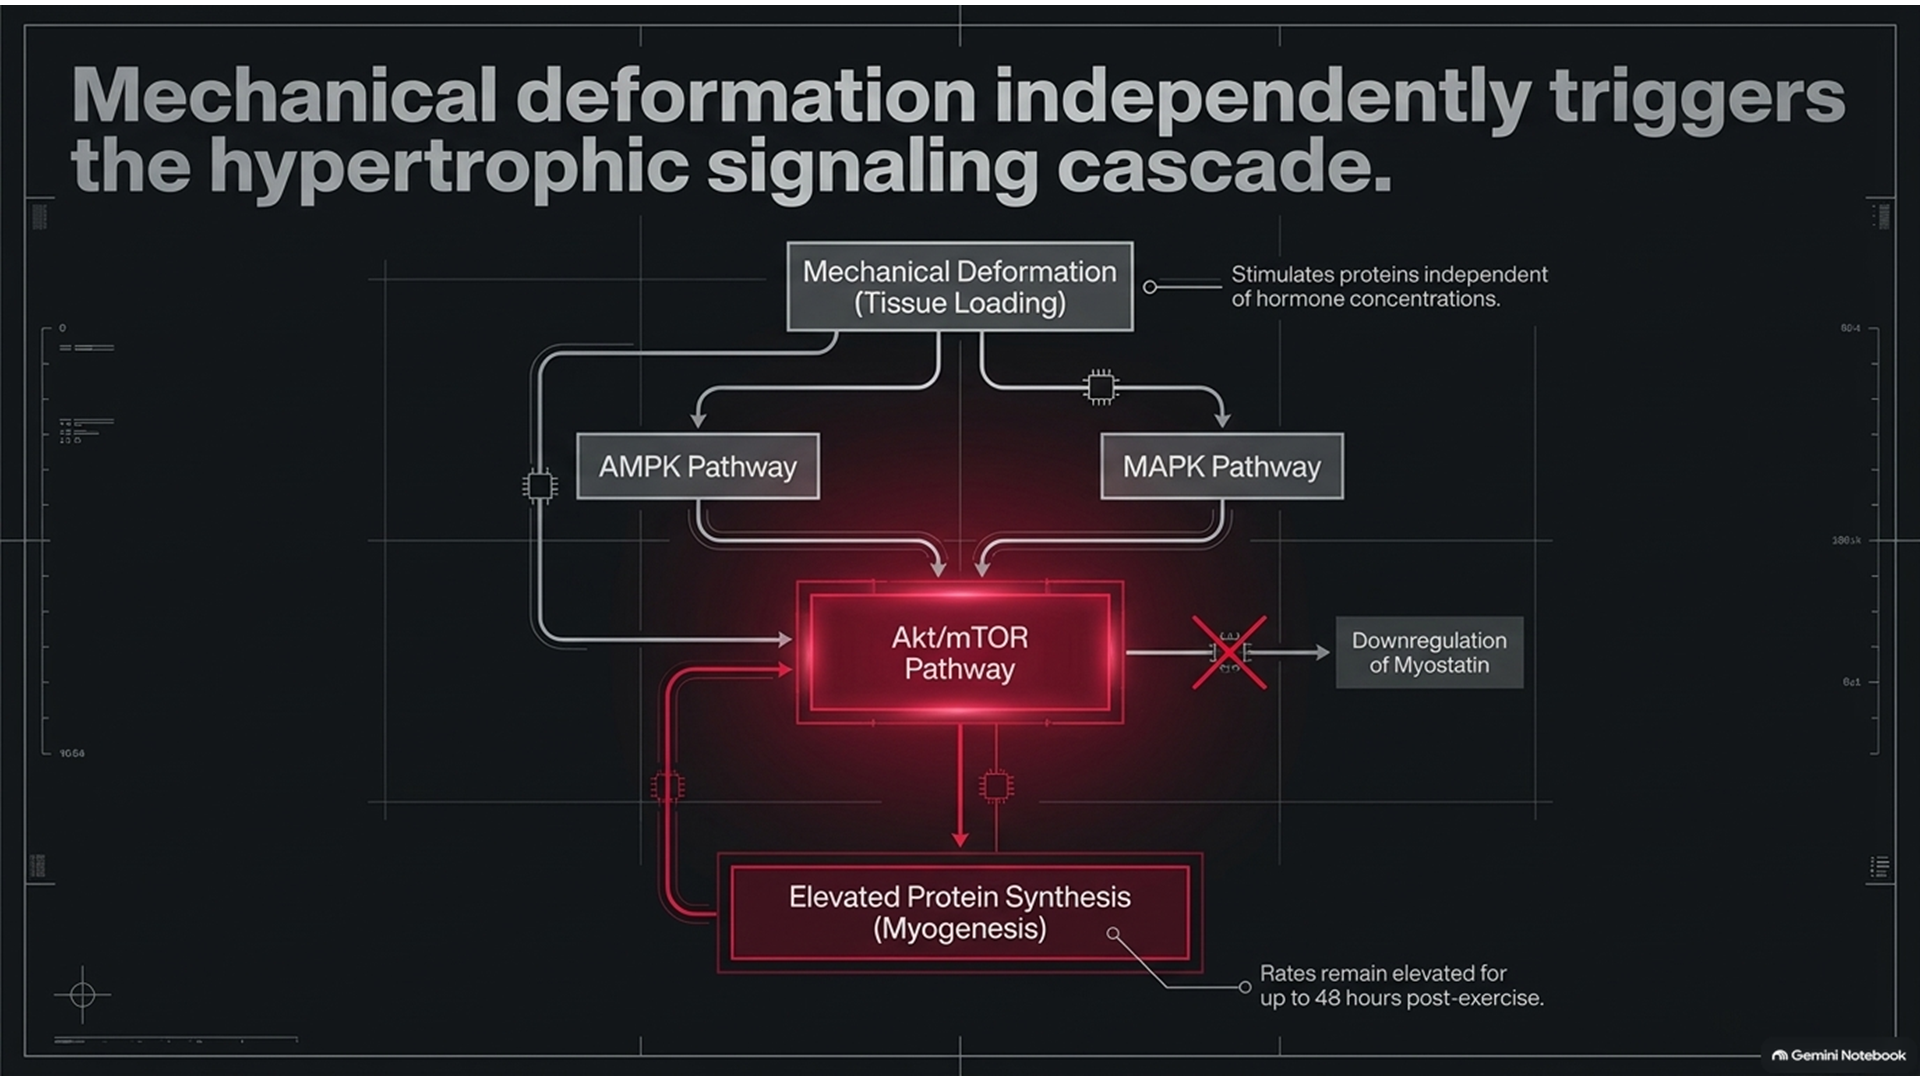 Mechanical deformation independently triggers
the hypertrophic signaling cascade.
Mechanical Deformation
(Tissue Loading)
Stimulates proteins independent
of hormone concentrations.
AMPK Pathway
MAPK Pathway
Akt/mTOR
Pathway
Downregulation
of Myostatin
Elevated Protein Synthesis
(Myogenesis)
Rates remain elevated for
up to 48 hours post-exercise.
0
Gemini Notebook